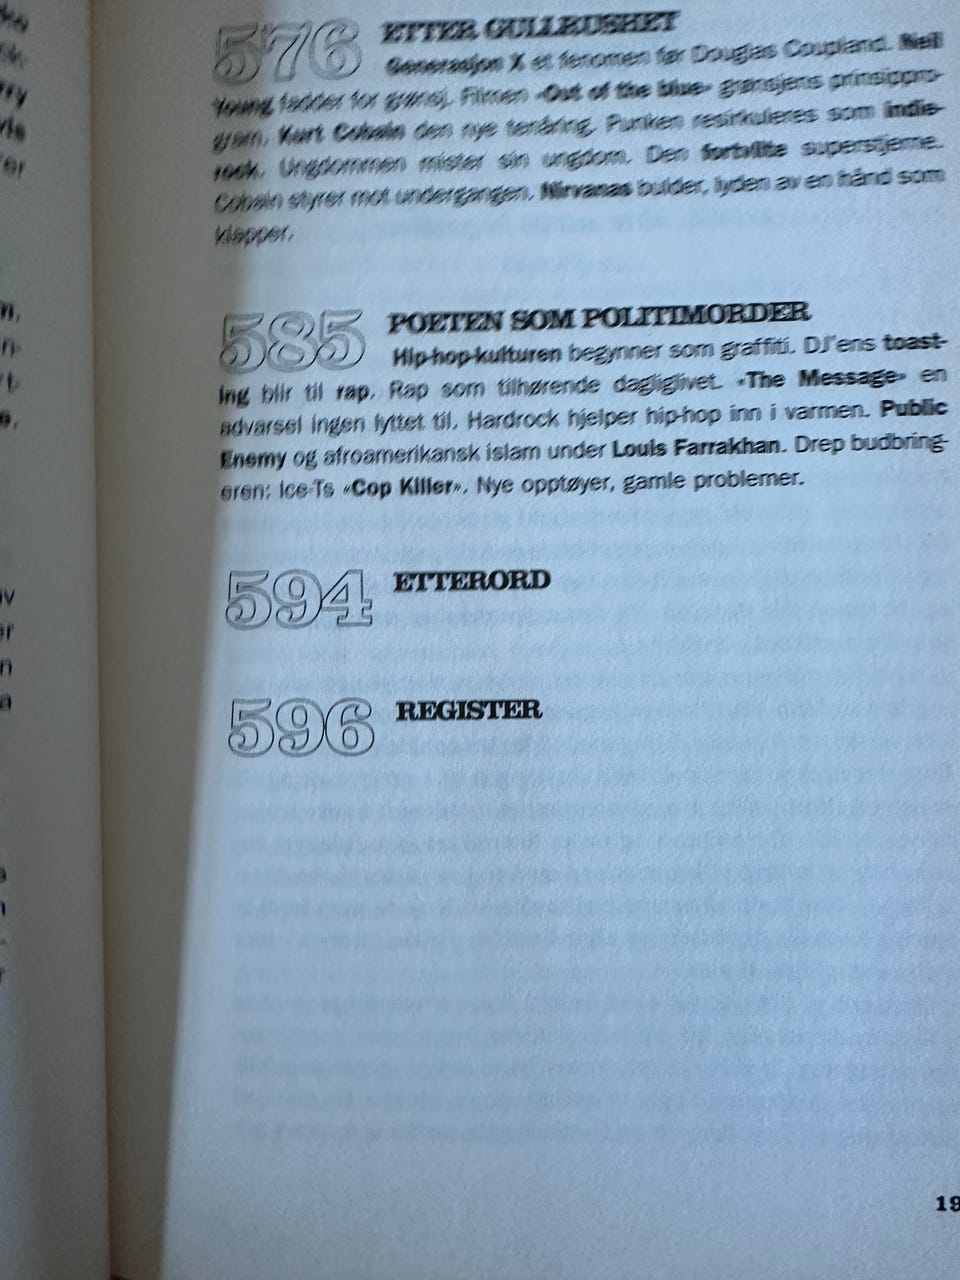 576 ETTER GULLRUSHET
Generasjon X et fenomen før Douglas Coupland. Neil
Young fadder for grønsj. Filmen «Out of the blue» grønsjens prinsippro-
gram. Kurt Cobain den nye tenåring. Punken resirkuleres som indie-
rock. Ungdommen mister sin ungdom. Den fortvilte superstjerne.
Cobain styrer mot undergangen. Nirvanas bulder, lyden av en hånd som
klapper.
585 POETEN SOM POLITIMORDER
Hip-hop-kulturen begynner som graffiti. DJ'ens toast-
ing blir til rap. Rap som tilhørende dagliglivet. «The Message» en
advarsel ingen lyttet til. Hardrock hjelper hip-hop inn i varmen. Public
Enemy og afroamerikansk islam under Louis Farrakhan. Drep budbring-
eren: Ice-Ts «Cop Killer». Nye opptøyer, gamle problemer.
594 ETTERORD
596 REGISTER
19